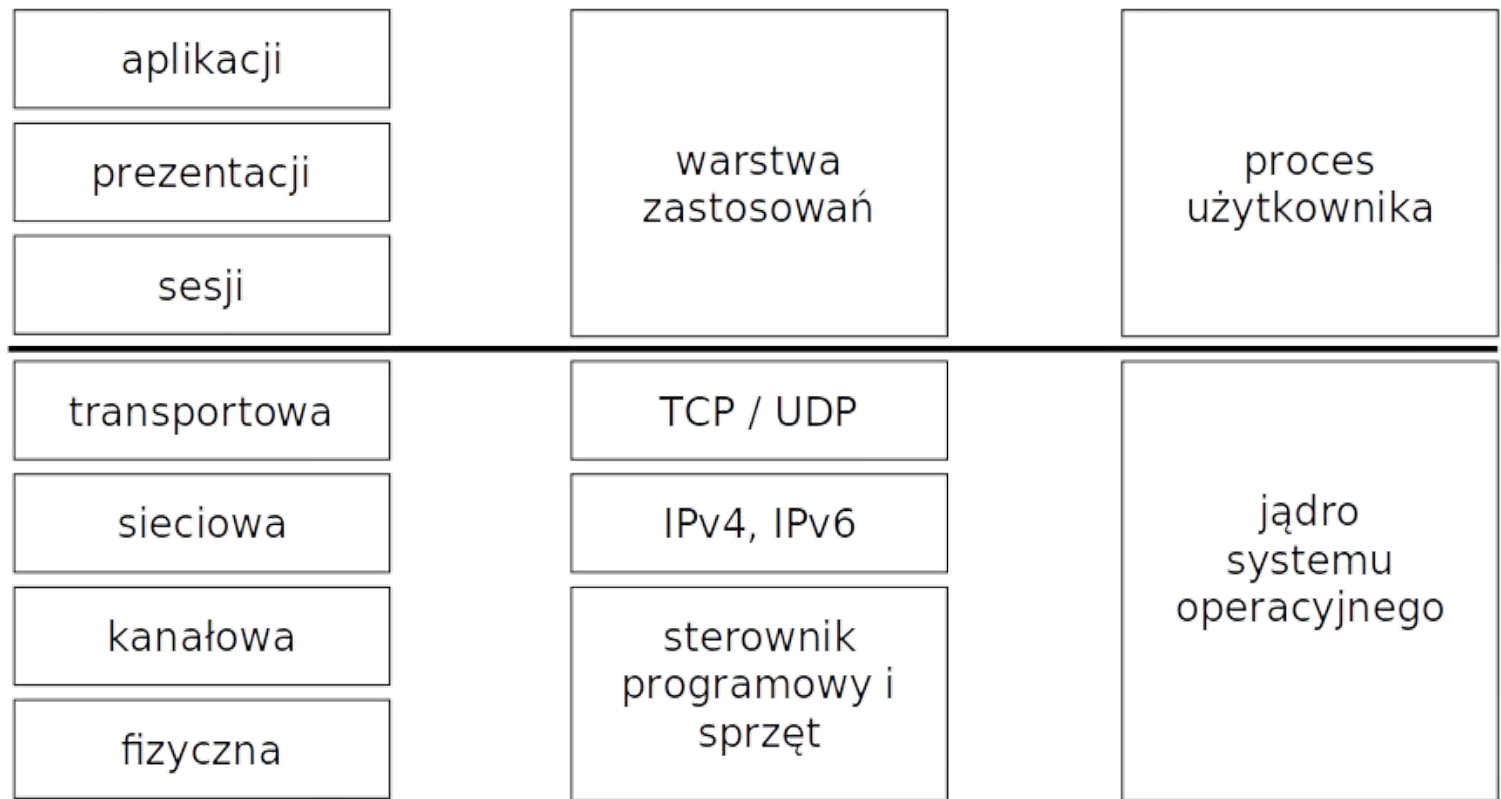 aplikacji
prezentacji
sesji
transportowa
sieciowa
kanałowa
fizyczna
warstwa
zastosowań
TCP / UDP
IPv4, IPv6
sterownik
programowy i
sprzęt
proces
użytkownika
jądro
systemu
operacyjnego